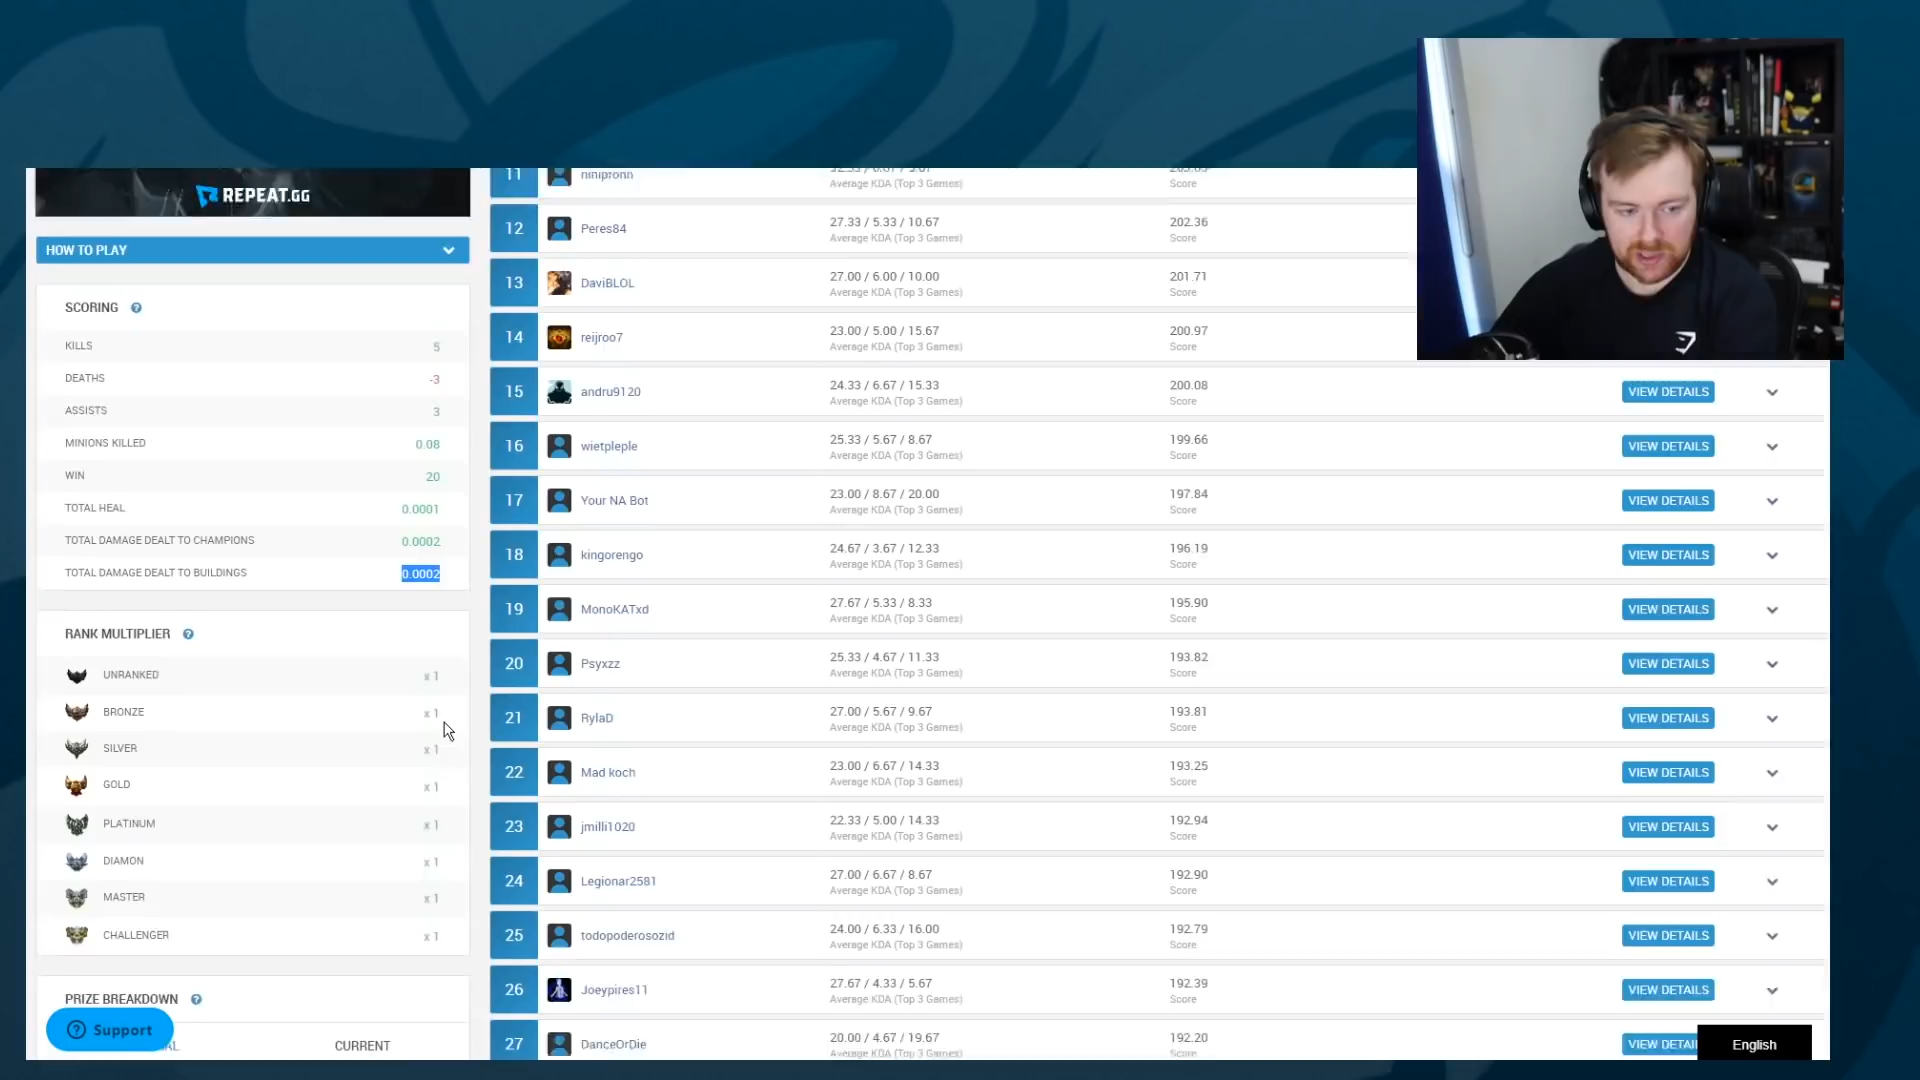 REPEAT.GG
HOW TO PLAY
SCORING
KILLS 5
DEATHS -3
ASSISTS 3
MINIONS KILLED 0.08
WIN 20
TOTAL HEAL 0.0001
TOTAL DAMAGE DEALT TO CHAMPIONS 0.0002
TOTAL DAMAGE DEALT TO BUILDINGS 0.0002
RANK MULTIPLIER
UNRANKED x 1
BRONZE x 1
SILVER x 1
GOLD x 1
PLATINUM x 1
DIAMON x 1
MASTER x 1
CHALLENGER x 1
PRIZE BREAKDOWN
Support
CURRENT
11 ninipronn
Average KDA (Top 3 Games) Score
12 Peres84 27.33 / 5.33 / 10.67 202.36
Average KDA (Top 3 Games) Score
13 DaviBLOL 27.00 / 6.00 / 10.00 201.71
Average KDA (Top 3 Games) Score
14 reijroo7 23.00 / 5.00 / 15.67 200.97
Average KDA (Top 3 Games) Score
15 andru9120 24.33 / 6.67 / 15.33 200.08 VIEW DETAILS
Average KDA (Top 3 Games) Score
16 wietpleple 25.33 / 5.67 / 8.67 199.66 VIEW DETAILS
Average KDA (Top 3 Games) Score
17 Your NA Bot 23.00 / 8.67 / 20.00 197.84 VIEW DETAILS
Average KDA (Top 3 Games) Score
18 kingorengo 24.67 / 3.67 / 12.33 196.19 VIEW DETAILS
Average KDA (Top 3 Games) Score
19 MonoKATxd 27.67 / 5.33 / 8.33 195.90 VIEW DETAILS
Average KDA (Top 3 Games) Score
20 Psyxzz 25.33 / 4.67 / 11.33 193.82 VIEW DETAILS
Average KDA (Top 3 Games) Score
21 RylaD 27.00 / 5.67 / 9.67 193.81 VIEW DETAILS
Average KDA (Top 3 Games) Score
22 Mad koch 23.00 / 6.67 / 14.33 193.25 VIEW DETAILS
Average KDA (Top 3 Games) Score
23 jmilli1020 22.33 / 5.00 / 14.33 192.94 VIEW DETAILS
Average KDA (Top 3 Games) Score
24 Legionar2581 27.00 / 6.67 / 8.67 192.90 VIEW DETAILS
Average KDA (Top 3 Games) Score
25 todopoderosozid 24.00 / 6.33 / 16.00 192.79 VIEW DETAILS
Average KDA (Top 3 Games) Score
26 Joeypires11 27.67 / 4.33 / 5.67 192.39 VIEW DETAILS
Average KDA (Top 3 Games) Score
27 DanceOrDie 20.00 / 4.67 / 19.67 192.20 VIEW DETAI
Average KDA (Top 3 Games) Score
English